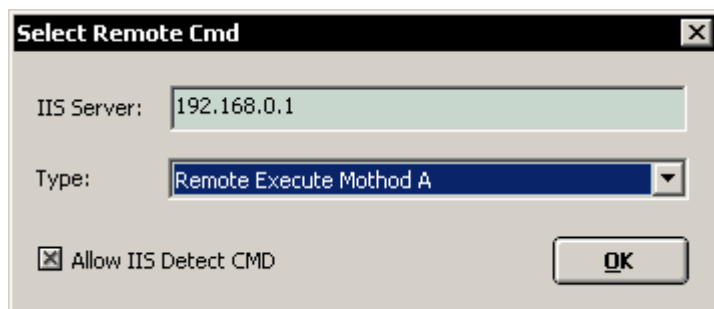 Select Remote Cmd
IIS Server: 192.168.0.1
Type: Remote Execute Mothod A
Allow IIS Detect CMD OK